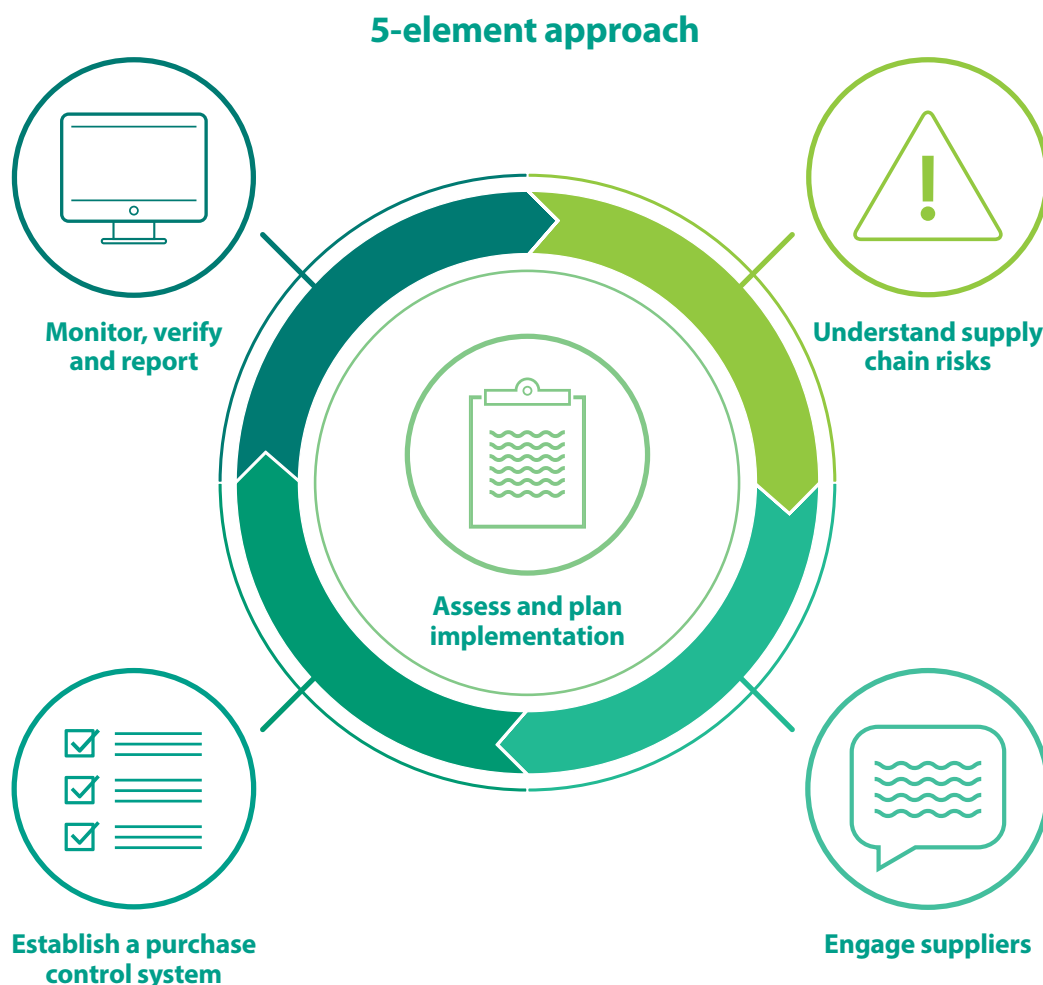 5-element approach
Monitor, verify
and report
Understand supply
chain risks
Assess and plan
implementation
Establish a purchase
control system
Engage suppliers